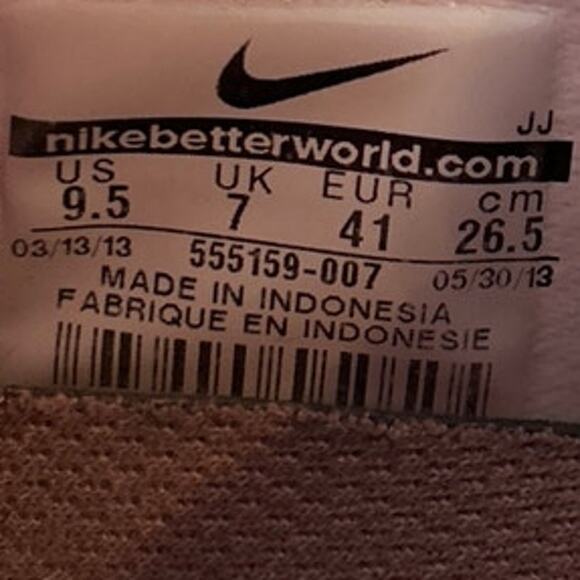 JJ
nikebetterworld.com
US UK EUR cm
9.5 7 41 26.5
03/13/13 555159-007 05/30/13
MADE IN INDONESIA
FABRIQUE EN INDONESIE